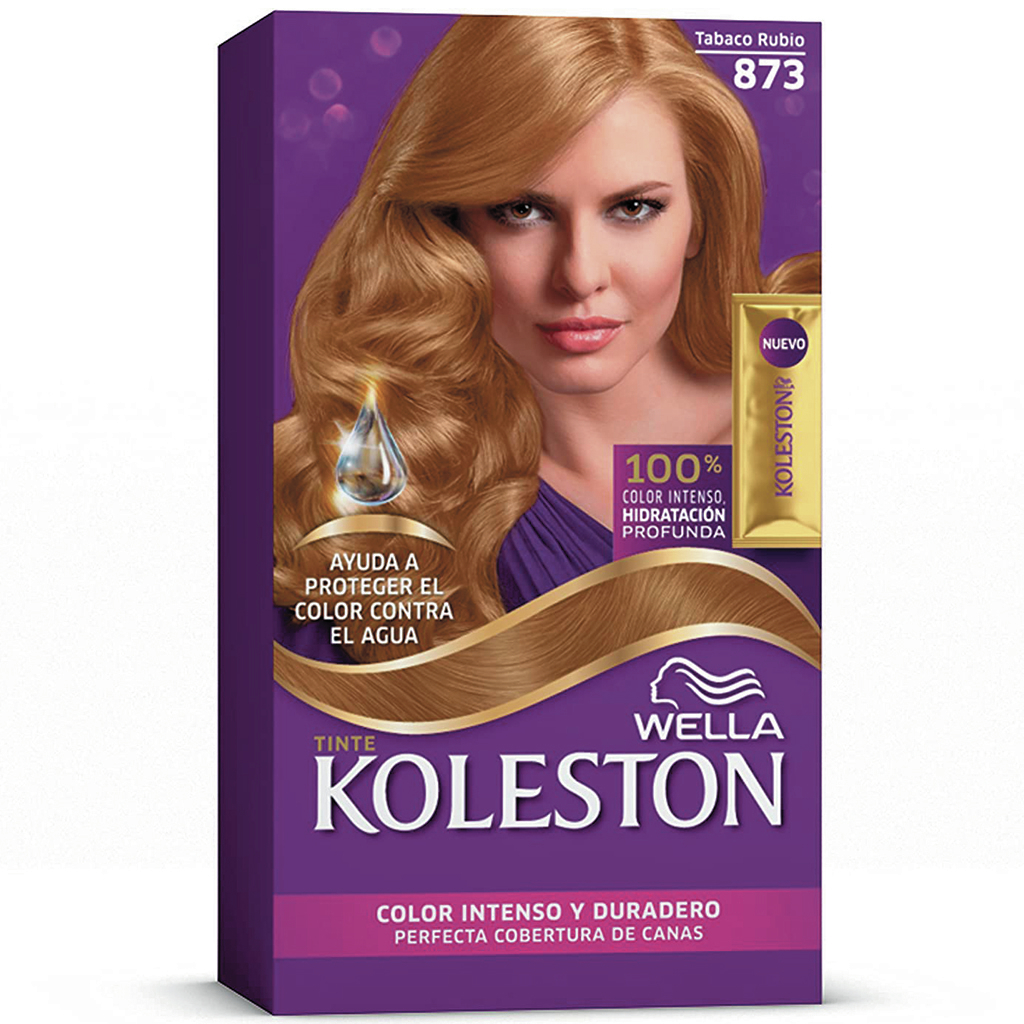 Tabaco Rubio
873
NUEVO
KOLESTON
100%
COLOR INTENSO,
HIDRATACIÓN
PROFUNDA
AYUDA A
PROTEGER EL
COLOR CONTRA
EL AGUA
WELLA
TINTE
KOLESTON
COLOR INTENSO Y DURADERO
PERFECTA COBERTURA DE CANAS